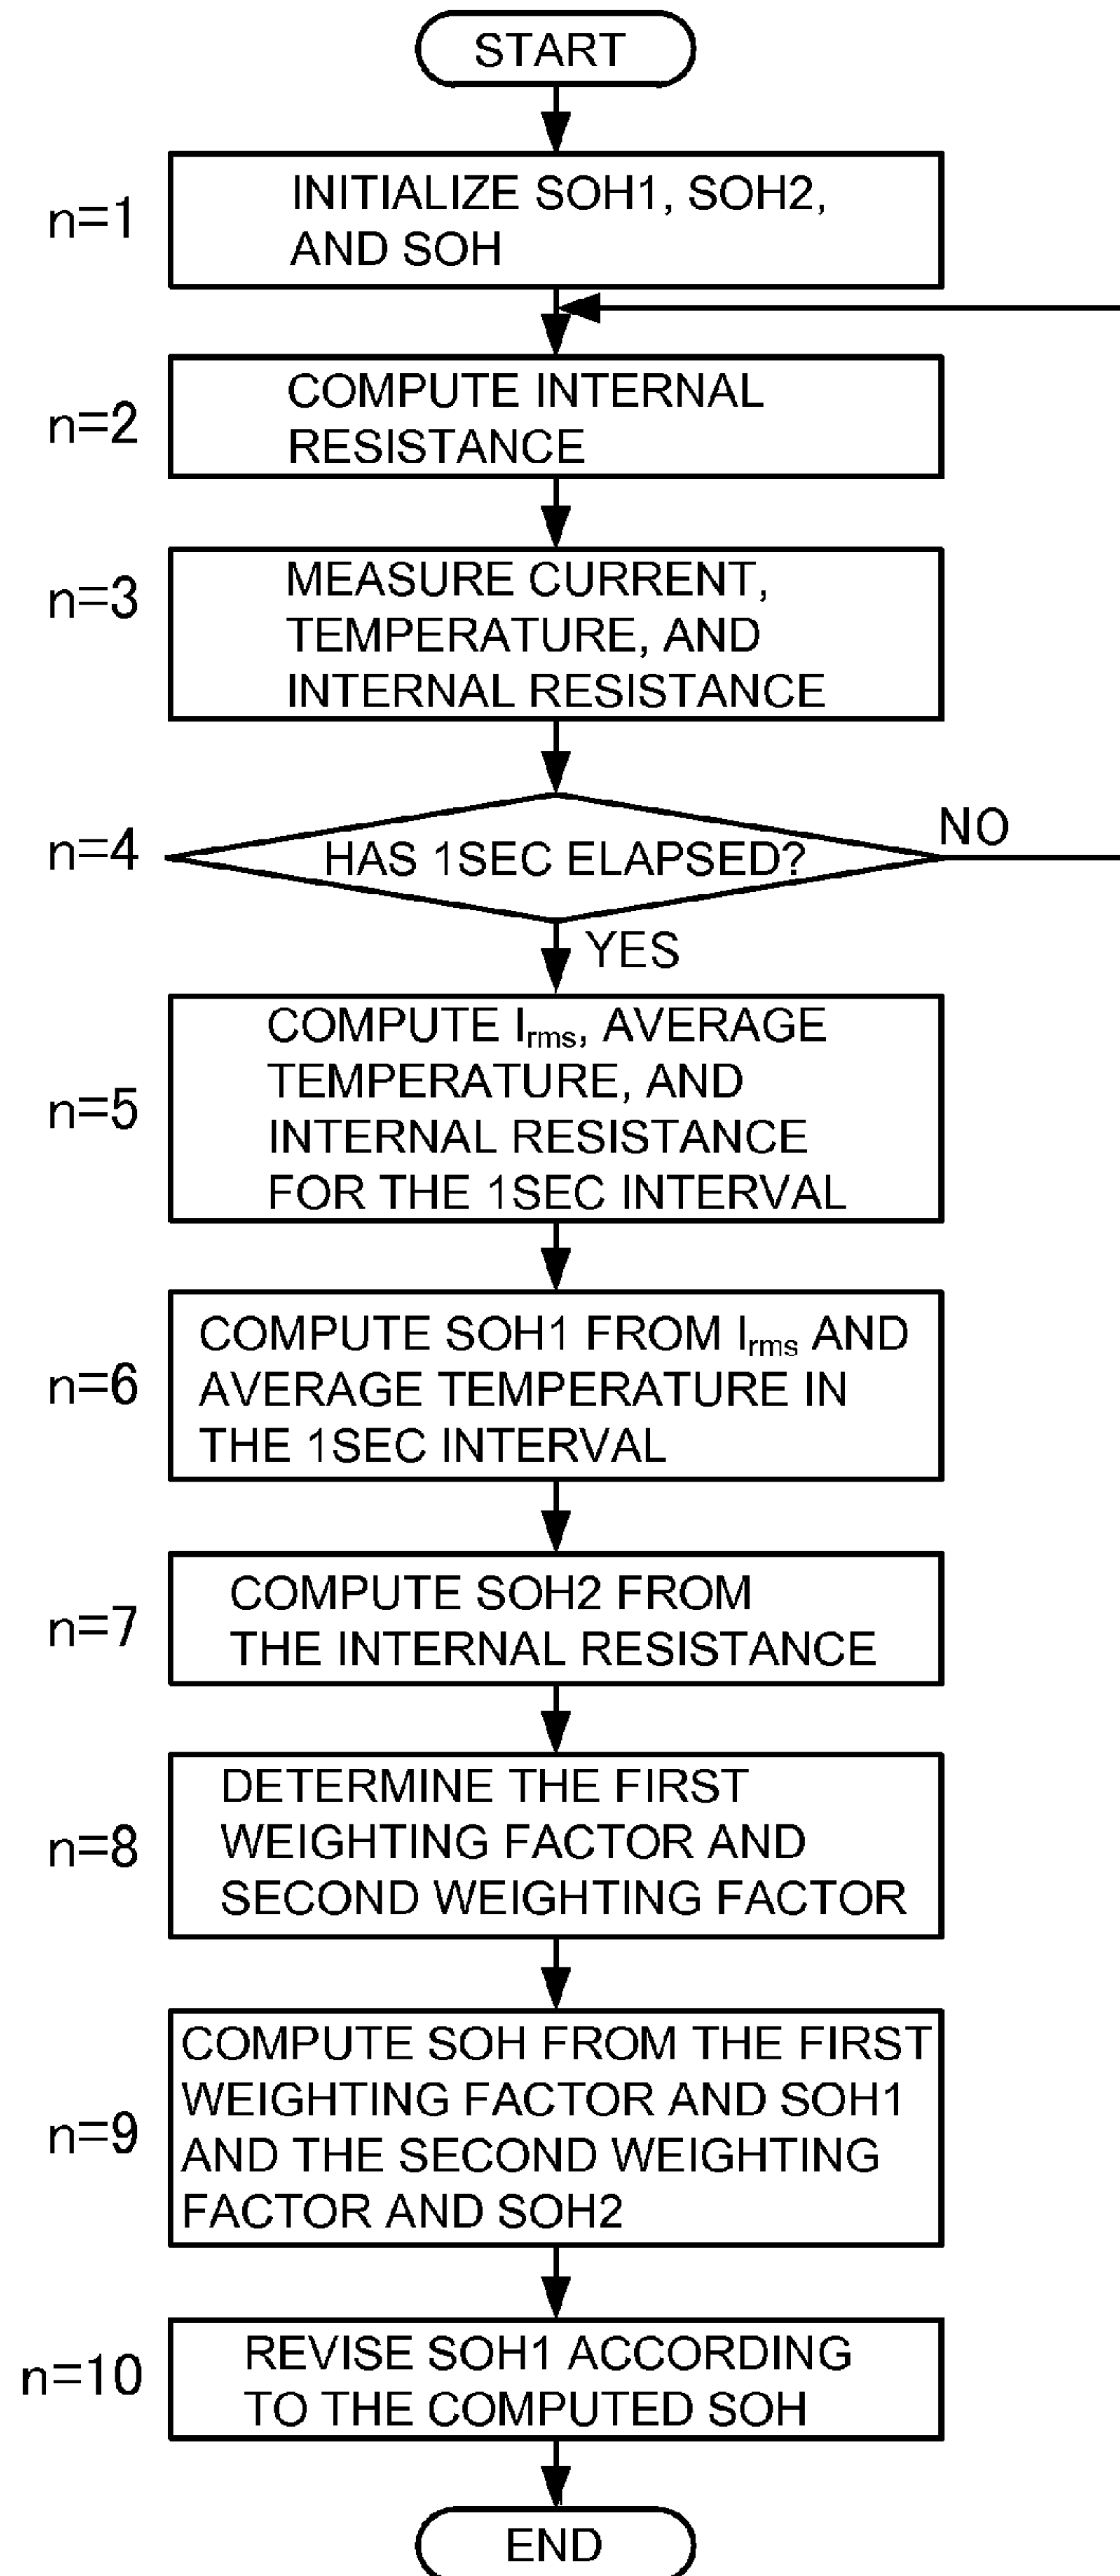 START
n=1
INITIALIZE SOH1, SOH2,
AND SOH
n=2
COMPUTE INTERNAL
RESISTANCE
n=3
MEASURE CURRENT,
TEMPERATURE, AND
INTERNAL RESISTANCE
n=4
HAS 1SEC ELAPSED?
NO
YES
n=5
COMPUTE Irms, AVERAGE
TEMPERATURE, AND
INTERNAL RESISTANCE
FOR THE 1SEC INTERVAL
n=6
COMPUTE SOH1 FROM Irms AND
AVERAGE TEMPERATURE IN
THE 1SEC INTERVAL
n=7
COMPUTE SOH2 FROM
THE INTERNAL RESISTANCE
n=8
DETERMINE THE FIRST
WEIGHTING FACTOR AND
SECOND WEIGHTING FACTOR
n=9
COMPUTE SOH FROM THE FIRST
WEIGHTING FACTOR AND SOH1
AND THE SECOND WEIGHTING
FACTOR AND SOH2
n=10
REVISE SOH1 ACCORDING
TO THE COMPUTED SOH
END